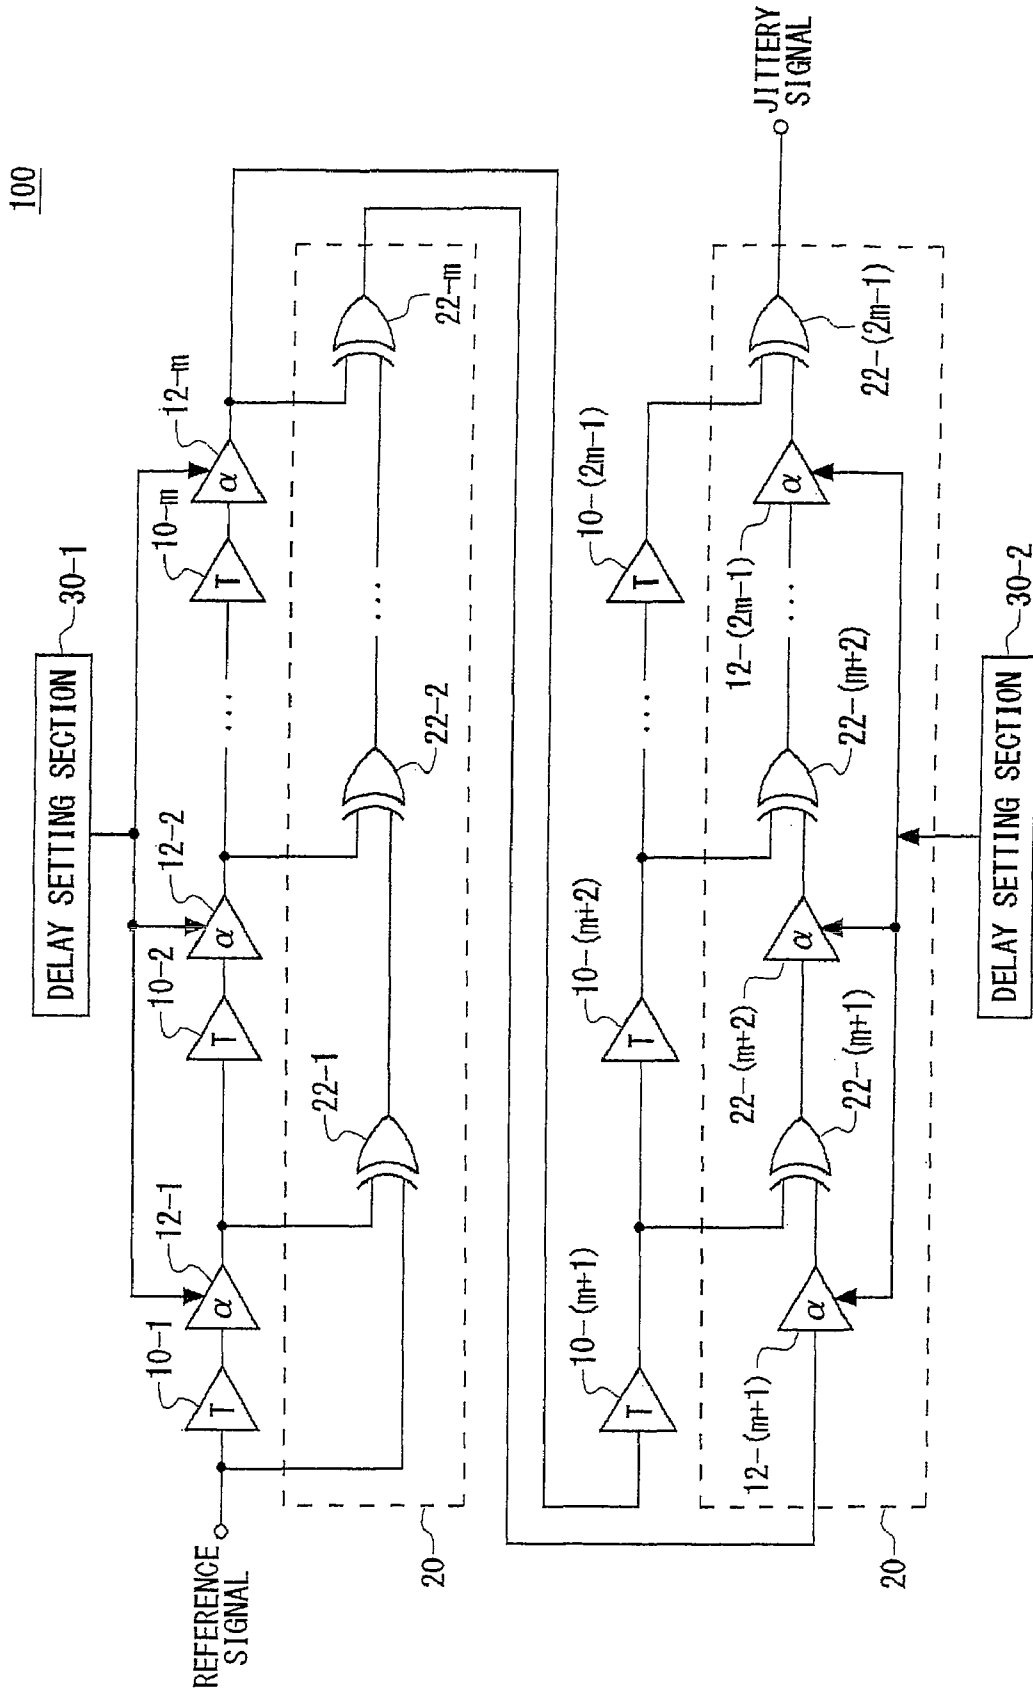 100
DELAY SETTING SECTION
30-1
10-1
12-1
10-2
12-2
10-m
12-m
T
α
T
α
...
T
α
REFERENCE
SIGNAL
22-1
22-2
...
22-m
20
10-(m+1)
10-(m+2)
10-(2m-1)
T
T
...
T
JITTERY
SIGNAL
12-(m+1)
22-(m+1)
22-(m+2)
22-(m+2)
12-(2m-1)
22-(2m-1)
α
α
...
α
20
DELAY SETTING SECTION
30-2